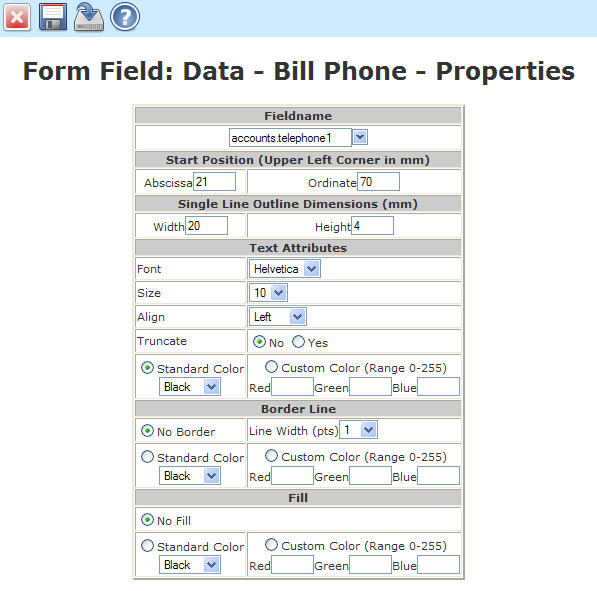 ?
Form Field: Data - Bill Phone - Properties
Fieldname
accounts.telephone1
Start Position (Upper Left Corner in mm)
Abscissa 21 Ordinate 70
Single Line Outline Dimensions (mm)
Width 20 Height 4
Text Attributes
Font Helvetica
Size 10
Align Left
Truncate No Yes
Standard Color Custom Color (Range 0-255)
Black Red Green Blue
Border Line
No Border Line Width (pts) 1
Standard Color Custom Color (Range 0-255)
Black Red Green Blue
Fill
No Fill
Standard Color Custom Color (Range 0-255)
Black Red Green Blue